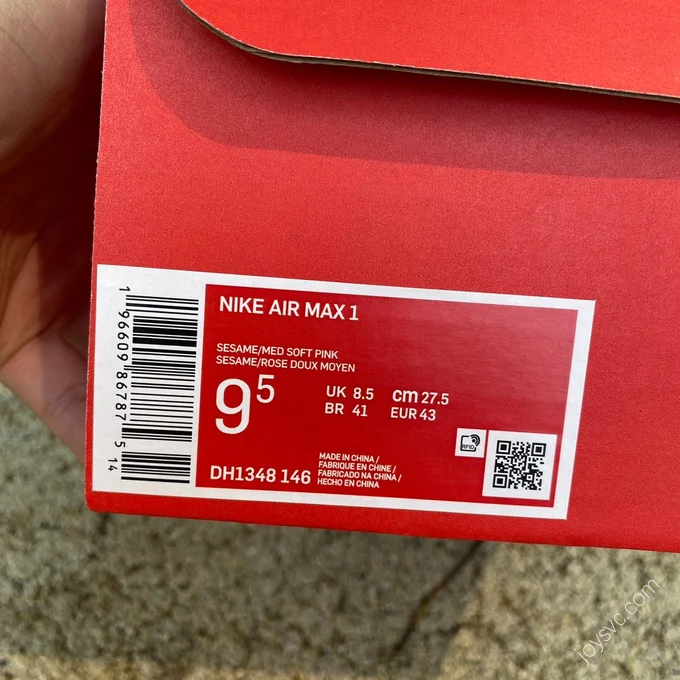 NIKE AIR MAX 1
SESAME/MED SOFT PINK
SESAME/ROSE DOUX MOYEN
9⁵
UK 8.5 cm 27.5
BR 41 EUR 43
DH1348 146
MADE IN CHINA /
FABRIQUE EN CHINE /
FABRICADO NA CHINA /
HECHO EN CHINA
RFID
1 96609 86787 5 14
joysvc.com